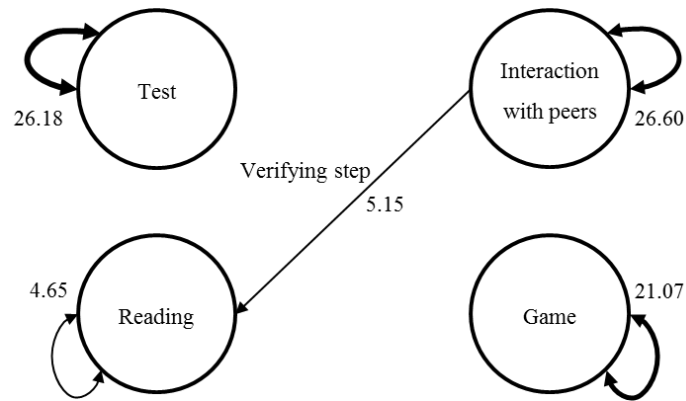 Test
26.18
Interaction
with peers
26.60
Verifying step
5.15
4.65
Reading
21.07
Game